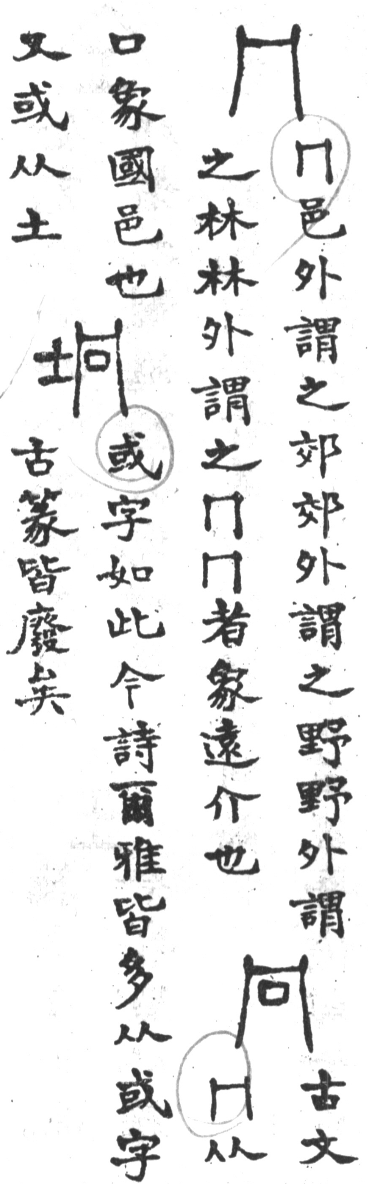 冂
冂邑外謂之郊郊外謂之野野外謂
之林林外謂之冂冂者象遠介也
冋
古文
冂从
口象國邑也
又或从土
坰
或字如此今詩爾雅皆多从或字
古篆皆廢矣